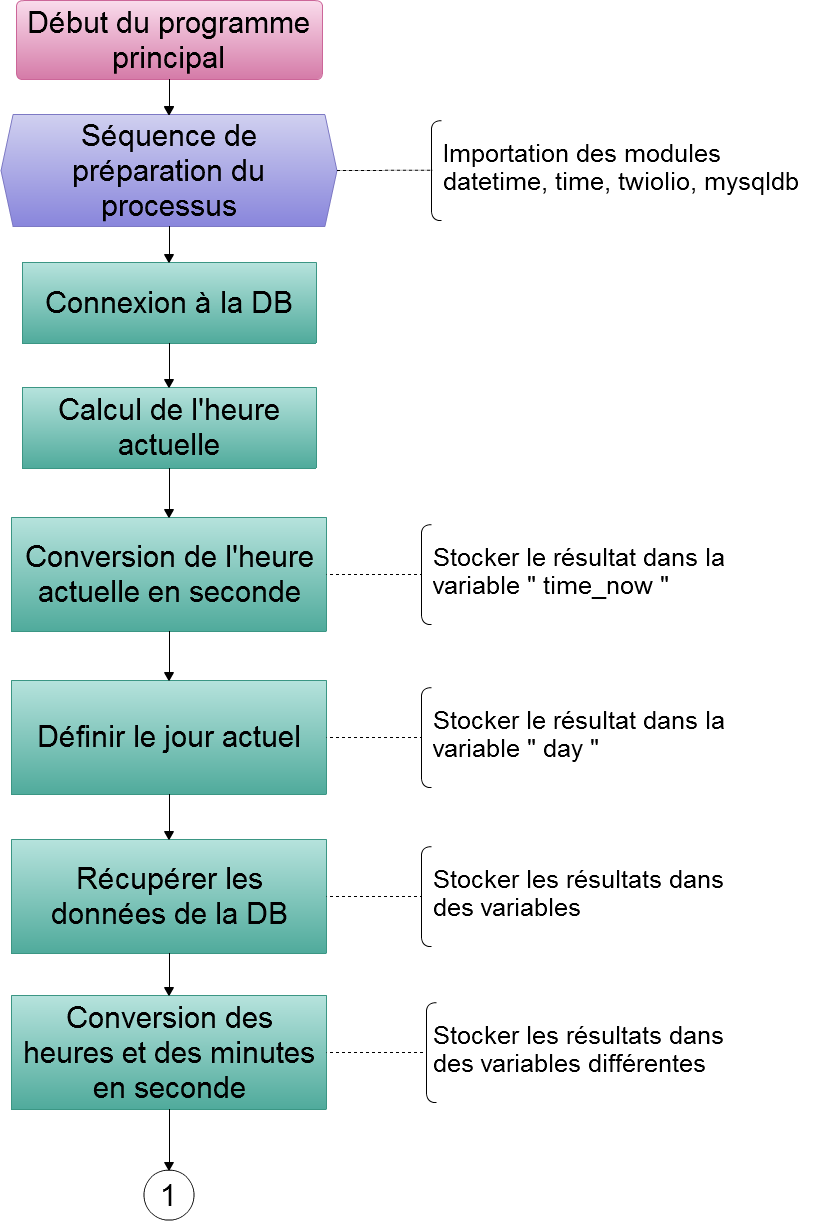 Début du programme
principal
Séquence de
préparation du
processus
Importation des modules
datetime, time, twiolio, mysqldb
Connexion à la DB
Calcul de l'heure
actuelle
Conversion de l'heure
actuelle en seconde
Stocker le résultat dans la
variable " time_now "
Définir le jour actuel
Stocker le résultat dans la
variable " day "
Récupérer les
données de la DB
Stocker les résultats dans
des variables
Conversion des
heures et des minutes
en seconde
Stocker les résultats dans
des variables différentes
1